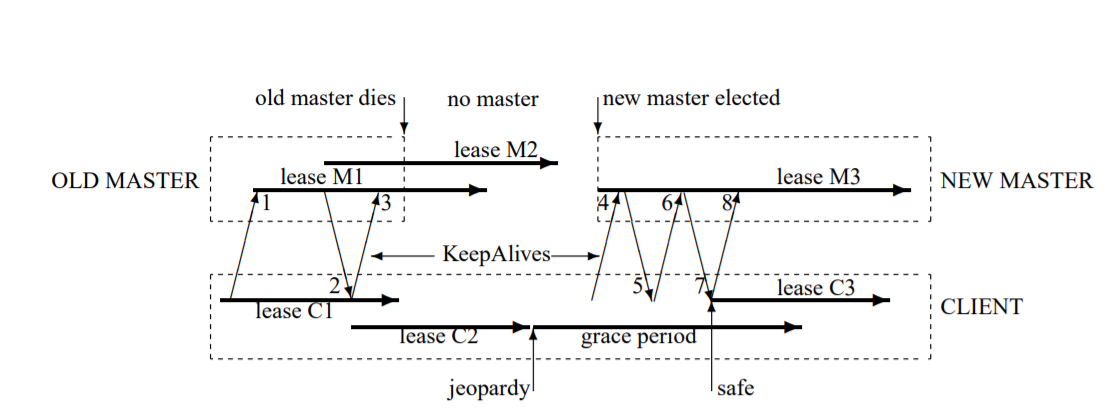 old master dies
no master
new master elected
lease M2
OLD MASTER
lease M1
lease M3
NEW MASTER
1
3
4
6
8
KeepAlives
2
5
7
lease C1
lease C3
CLIENT
lease C2
grace period
jeopardy
safe